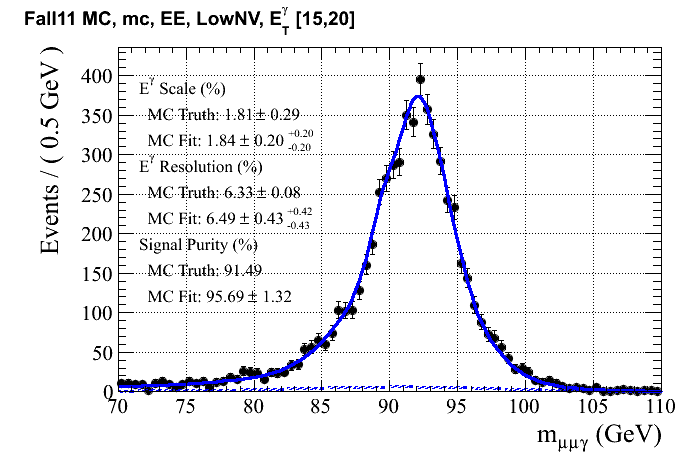 Fall11 MC, mc, EE, LowNV, E_T^γ [15,20]
Events / ( 0.5 GeV )
400
350
300
250
200
150
100
50
0
E^γ Scale (%)
MC Truth: 1.81 ± 0.29
MC Fit: 1.84 ± 0.20 +0.20 -0.20
E^γ Resolution (%)
MC Truth: 6.33 ± 0.08
MC Fit: 6.49 ± 0.43 +0.42 -0.43
Signal Purity (%)
MC Truth: 91.49
MC Fit: 95.69 ± 1.32
70 75 80 85 90 95 100 105 110
m_μμγ (GeV)